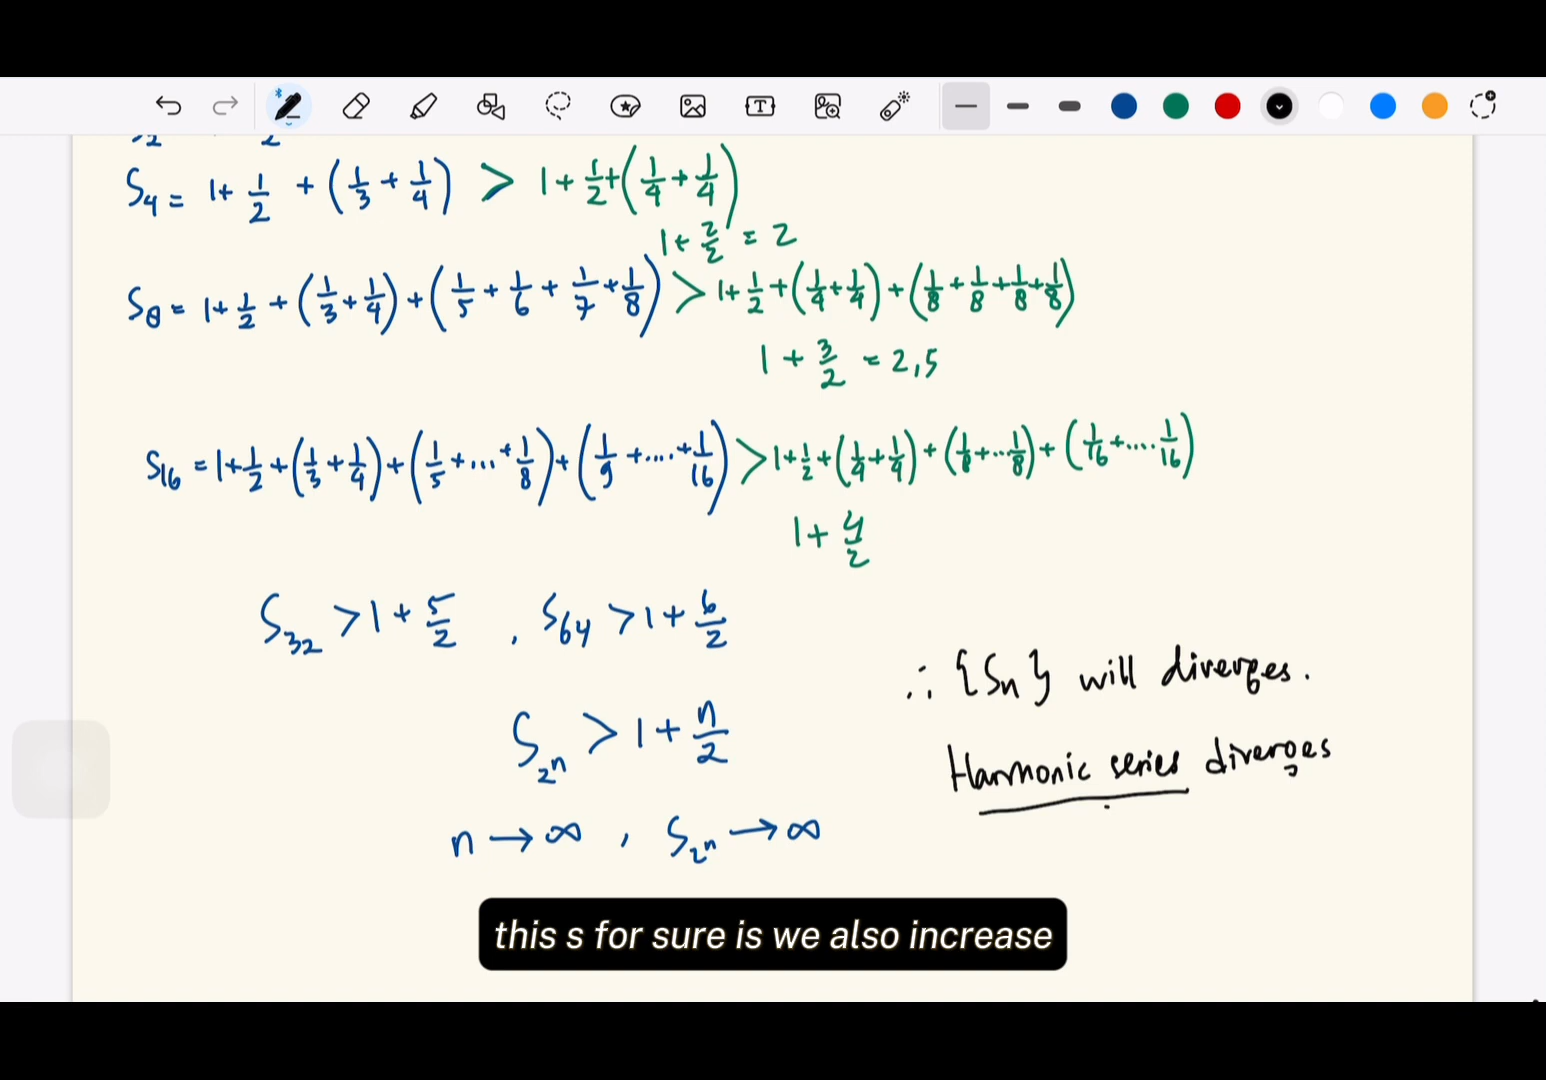 S₄ = 1 + 1/2 + (1/3 + 1/4) > 1 + 1/2 + (1/4 + 1/4)
1 + 2/2 = 2
S₈ = 1 + 1/2 + (1/3 + 1/4) + (1/5 + 1/6 + 1/7 + 1/8) > 1 + 1/2 + (1/4 + 1/4) + (1/8 + 1/8 + 1/8 + 1/8)
1 + 3/2 = 2,5
S₁₆ = 1 + 1/2 + (1/3 + 1/4) + (1/5 + ... + 1/8) + (1/9 + .... + 1/16) > 1 + 1/2 + (1/4 + 1/4) + (1/8 + ... 1/8) + (1/16 + .... 1/16)
1 + 4/2
S₃₂ > 1 + 5/2 , S₆₄ > 1 + 6/2
∴ {Sn} will diverges.
S_{2ⁿ} > 1 + n/2
Harmonic series diverges
n → ∞ , S_{2ⁿ} → ∞
this s for sure is we also increase